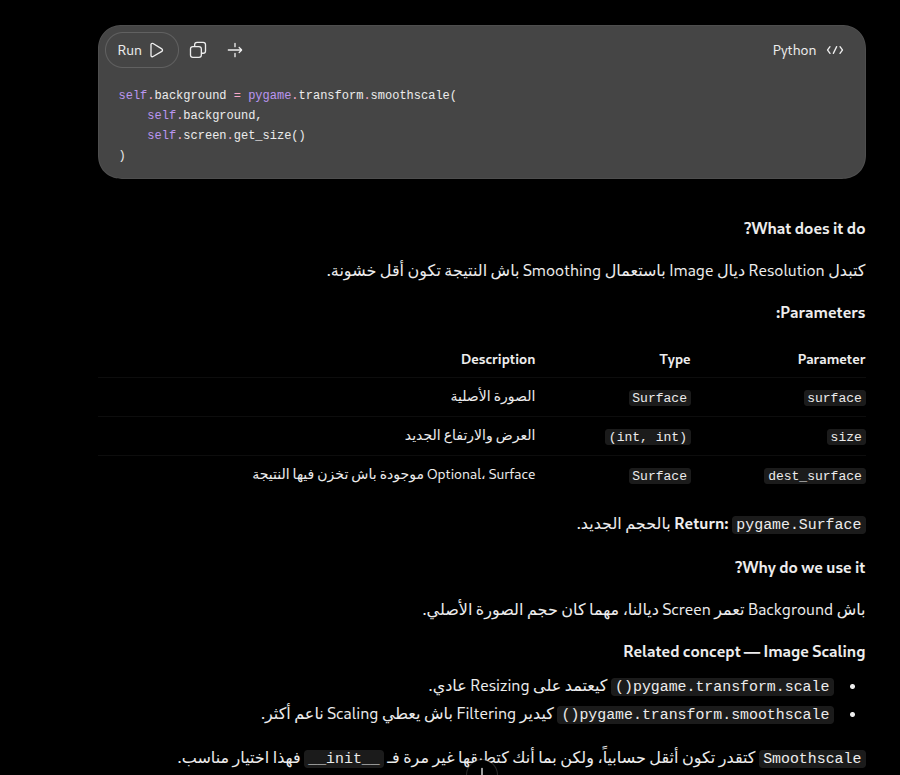 Run
Python
self.background = pygame.transform.smoothscale(
    self.background,
    self.screen.get_size()
)
What does it do?
كتبدل Resolution ديال Image باستعمال Smoothing باش النتيجة تكون أقل خشونة.
Parameters:
Parameter Type Description
surface Surface الصورة الأصلية
size (int, int) العرض والارتفاع الجديد
dest_surface Surface Optional، Surface موجودة باش تخزن فيها النتيجة
Return: pygame.Surface بالحجم الجديد.
Why do we use it?
باش Background تعمر Screen ديالنا، مهما كان حجم الصورة الأصلي.
Related concept — Image Scaling
• pygame.transform.scale() كيعتمد على Resizing عادي.
• pygame.transform.smoothscale() كيدير Filtering باش يعطي Scaling ناعم أكثر.
Smoothscale كتقدر تكون أثقل حسابياً، ولكن بما أنك كتطبقها غير مرة فـ __init__ فهذا اختيار مناسب.